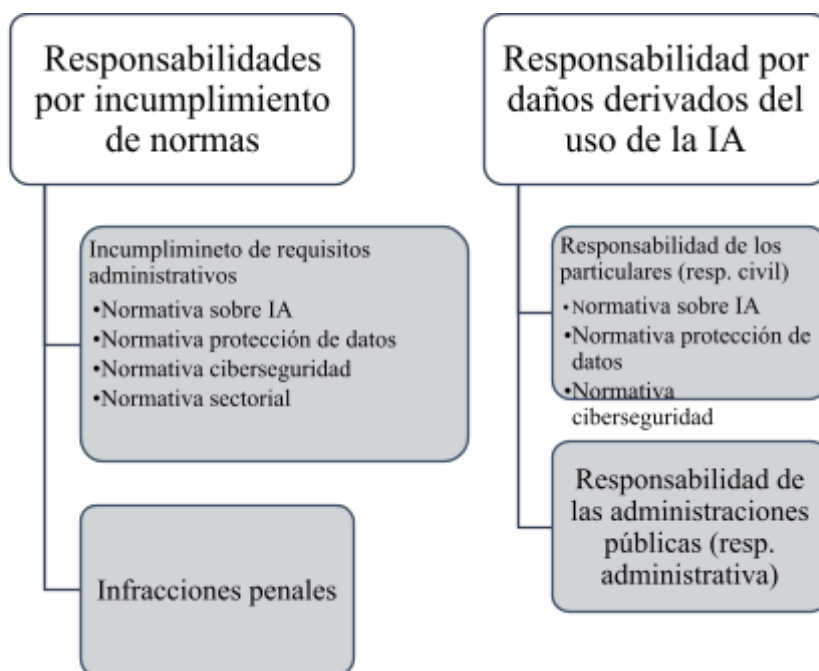 Responsabilidades
por incumplimiento
de normas
Incumplimineto de requisitos
administrativos
•Normativa sobre IA
•Normativa protección de datos
•Normativa ciberseguridad
•Normativa sectorial
Infracciones penales
Responsabilidad por
daños derivados del
uso de la IA
Responsabilidad de los
particulares (resp. civil)
•Normativa sobre IA
•Normativa protección de
datos
•Normativa
ciberseguridad
Responsabilidad de
las administraciones
públicas (resp.
administrativa)